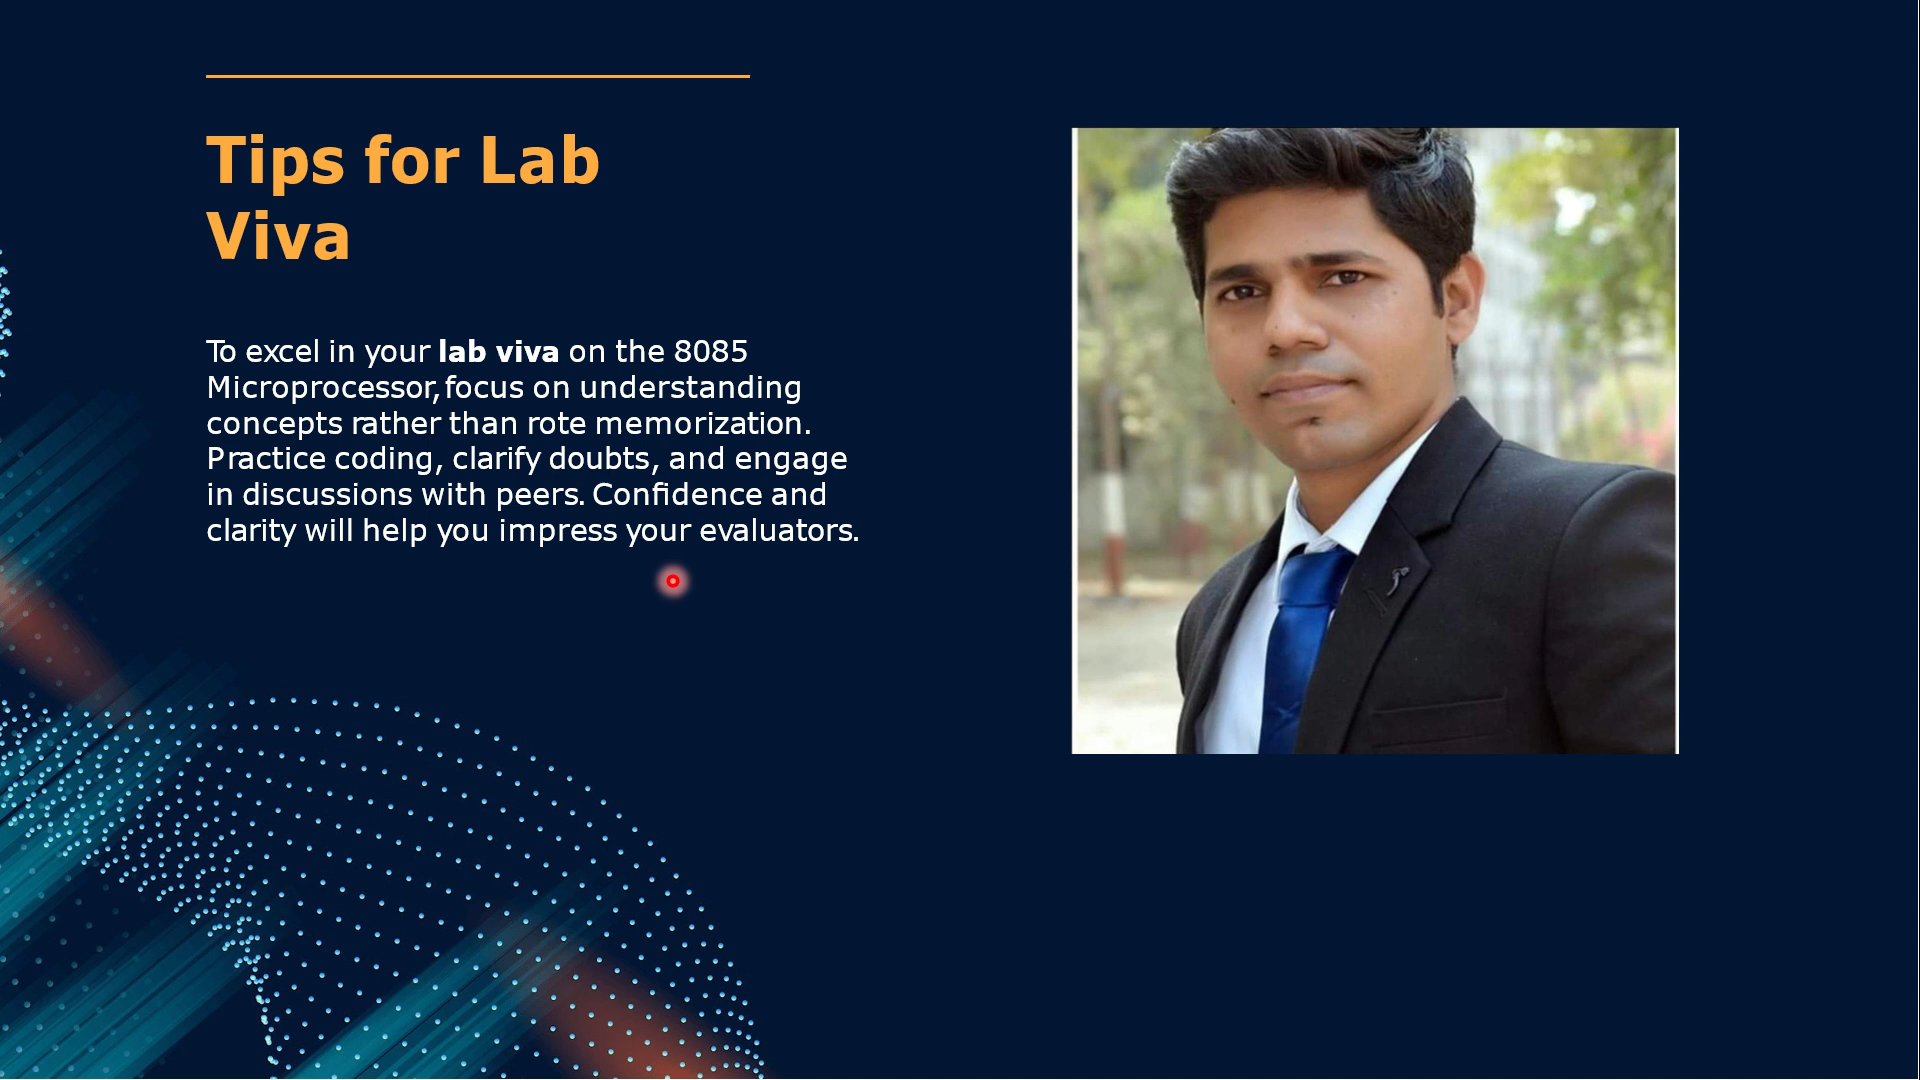 Tips for Lab
Viva
To excel in your lab viva on the 8085
Microprocessor, focus on understanding
concepts rather than rote memorization.
Practice coding, clarify doubts, and engage
in discussions with peers. Confidence and
clarity will help you impress your evaluators.